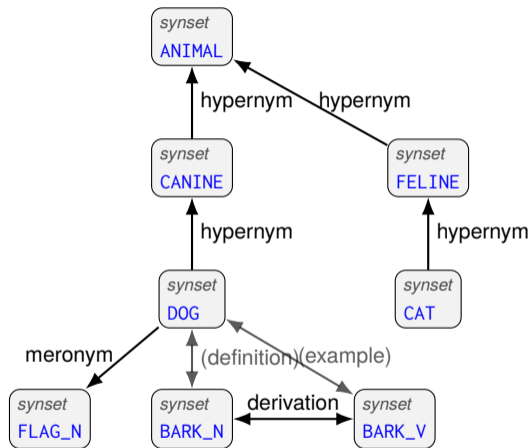 synset
ANIMAL
hypernym
hypernym
synset
CANINE
synset
FELINE
hypernym
hypernym
synset
DOG
synset
CAT
meronym
(definition)
(example)
synset
FLAG_N
synset
BARK_N
derivation
synset
BARK_V